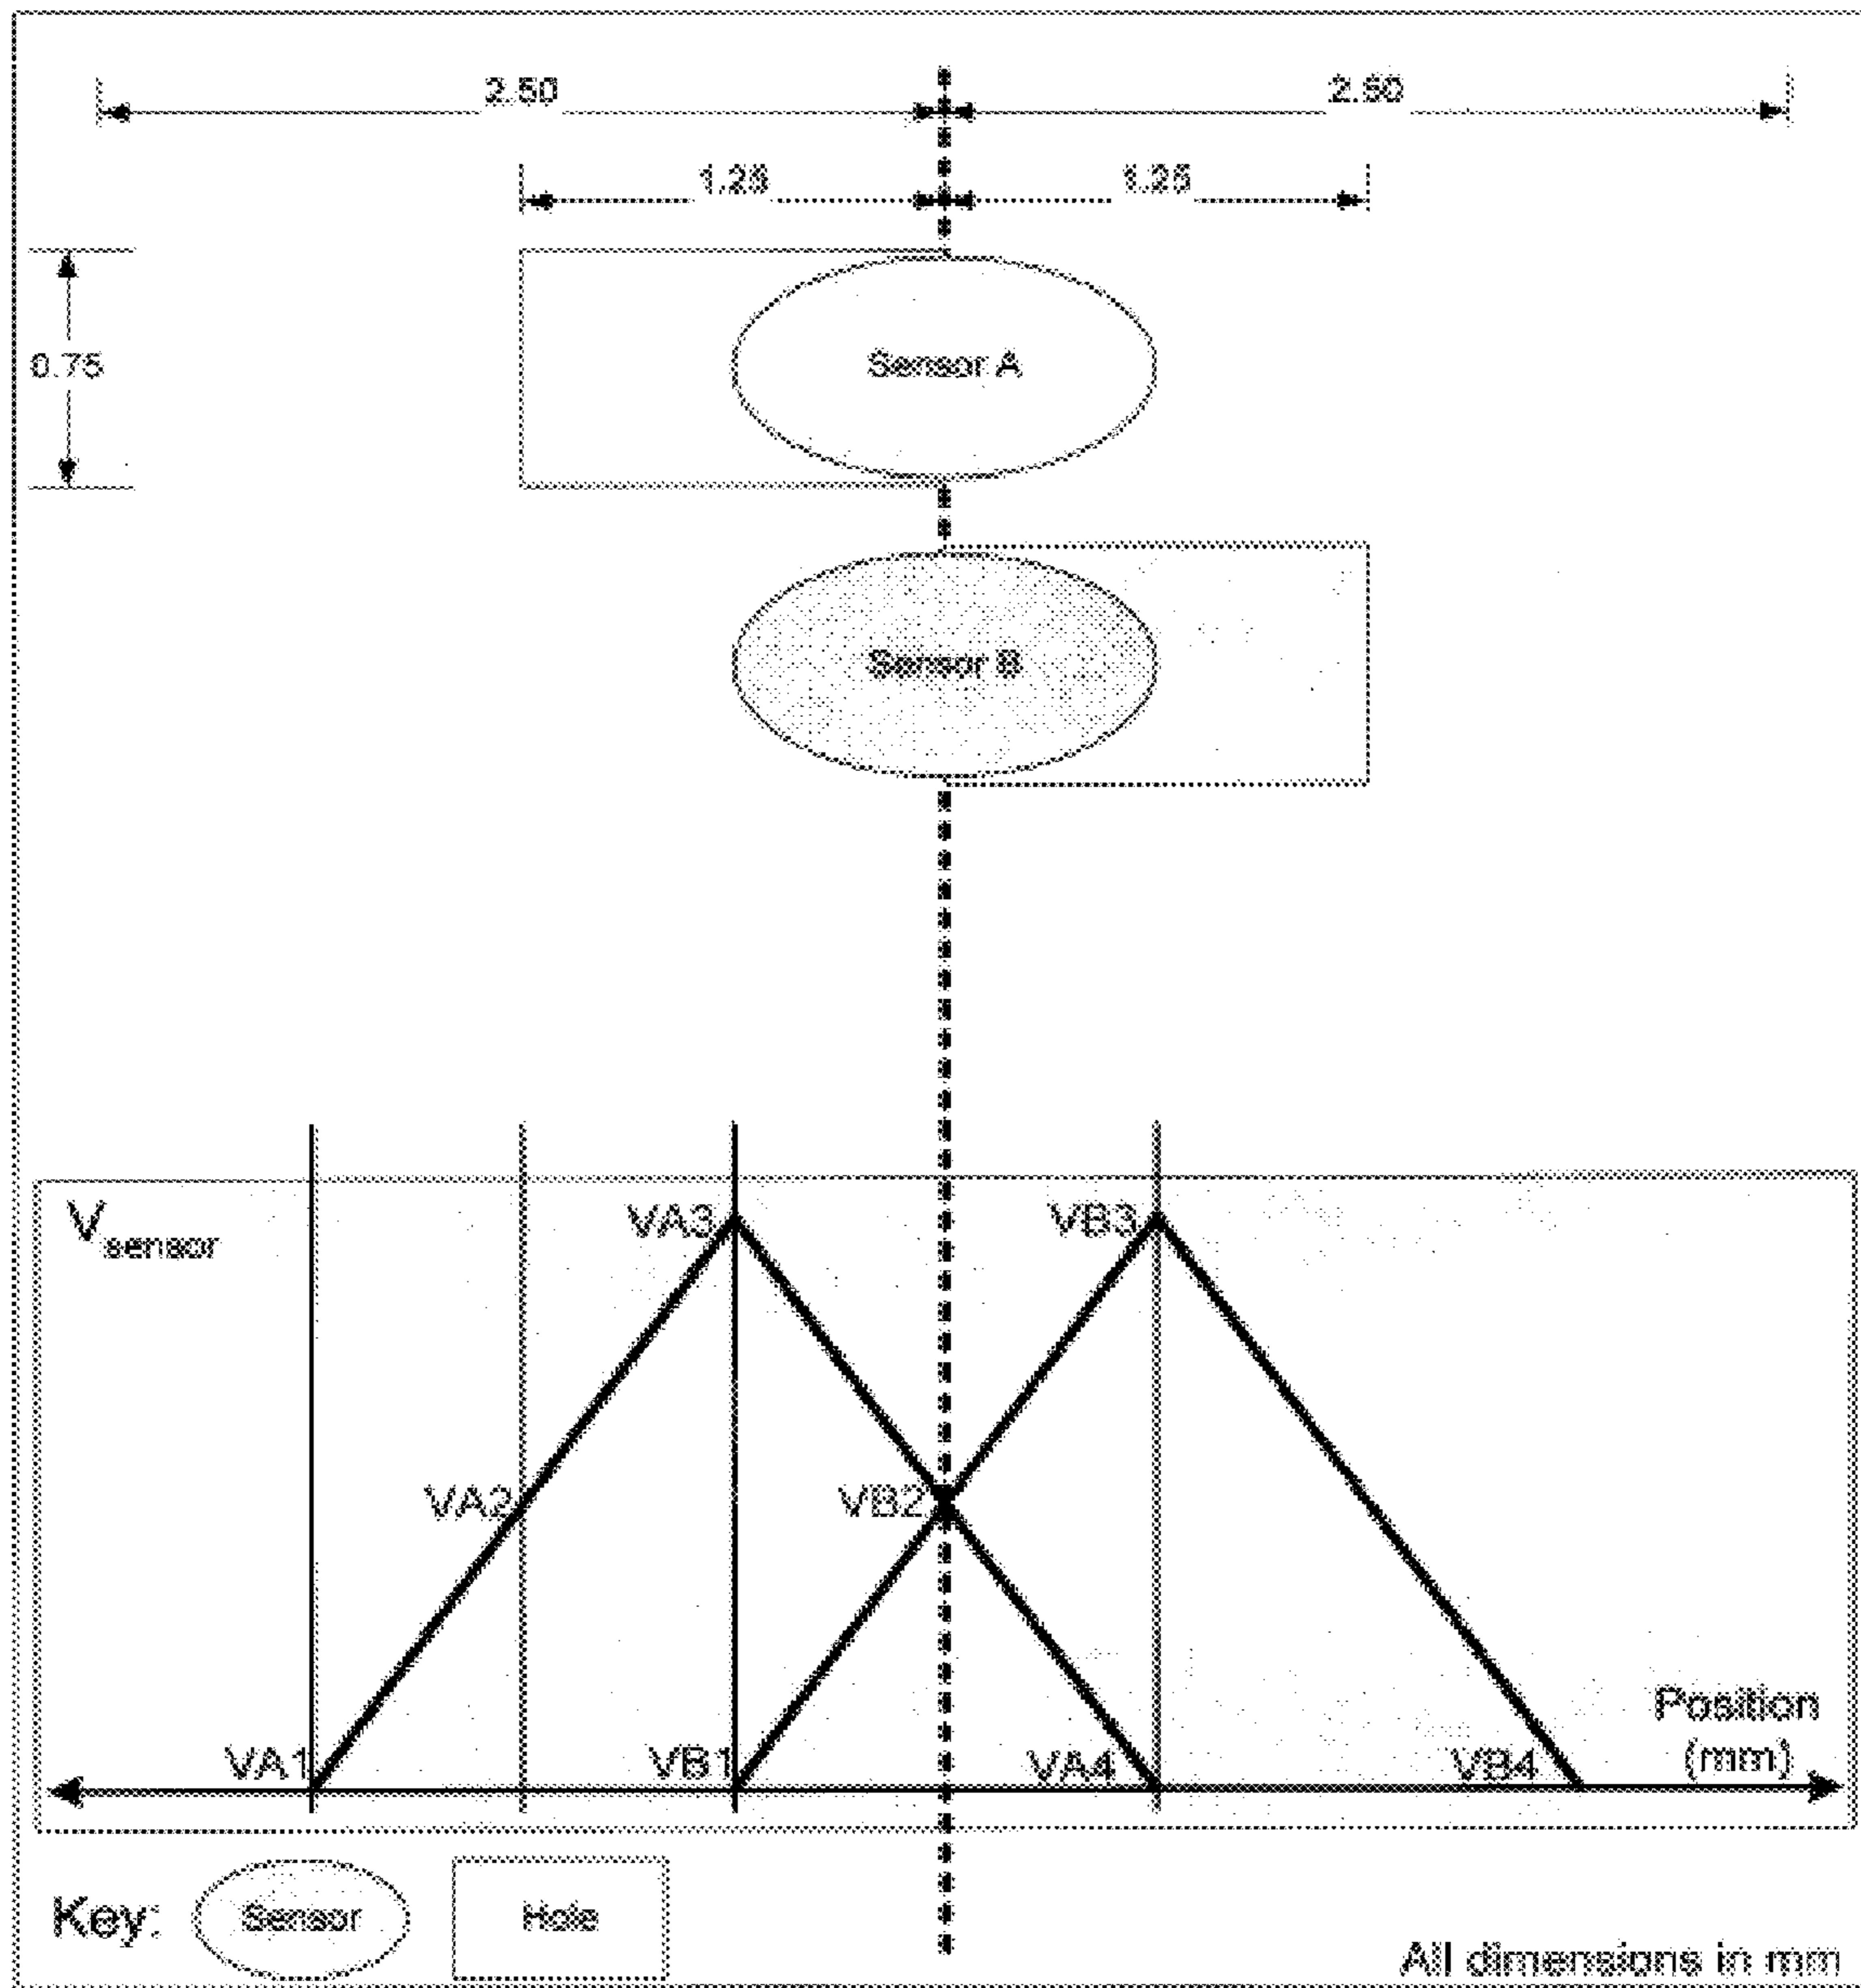 2.50 2.50
1.25 1.25
0.75
Sensor A
Sensor B
V sensor
VA3 VB3
VA2 VB2
VA1 VB1 VA4 VB4
Position
(mm)
Key: Sensor Hole
All dimensions in mm